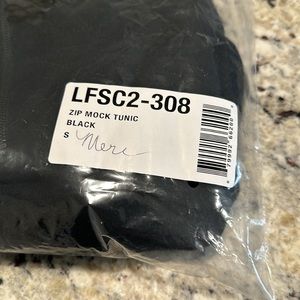 LFSC2-308
ZIP MOCK TUNIC
BLACK
S